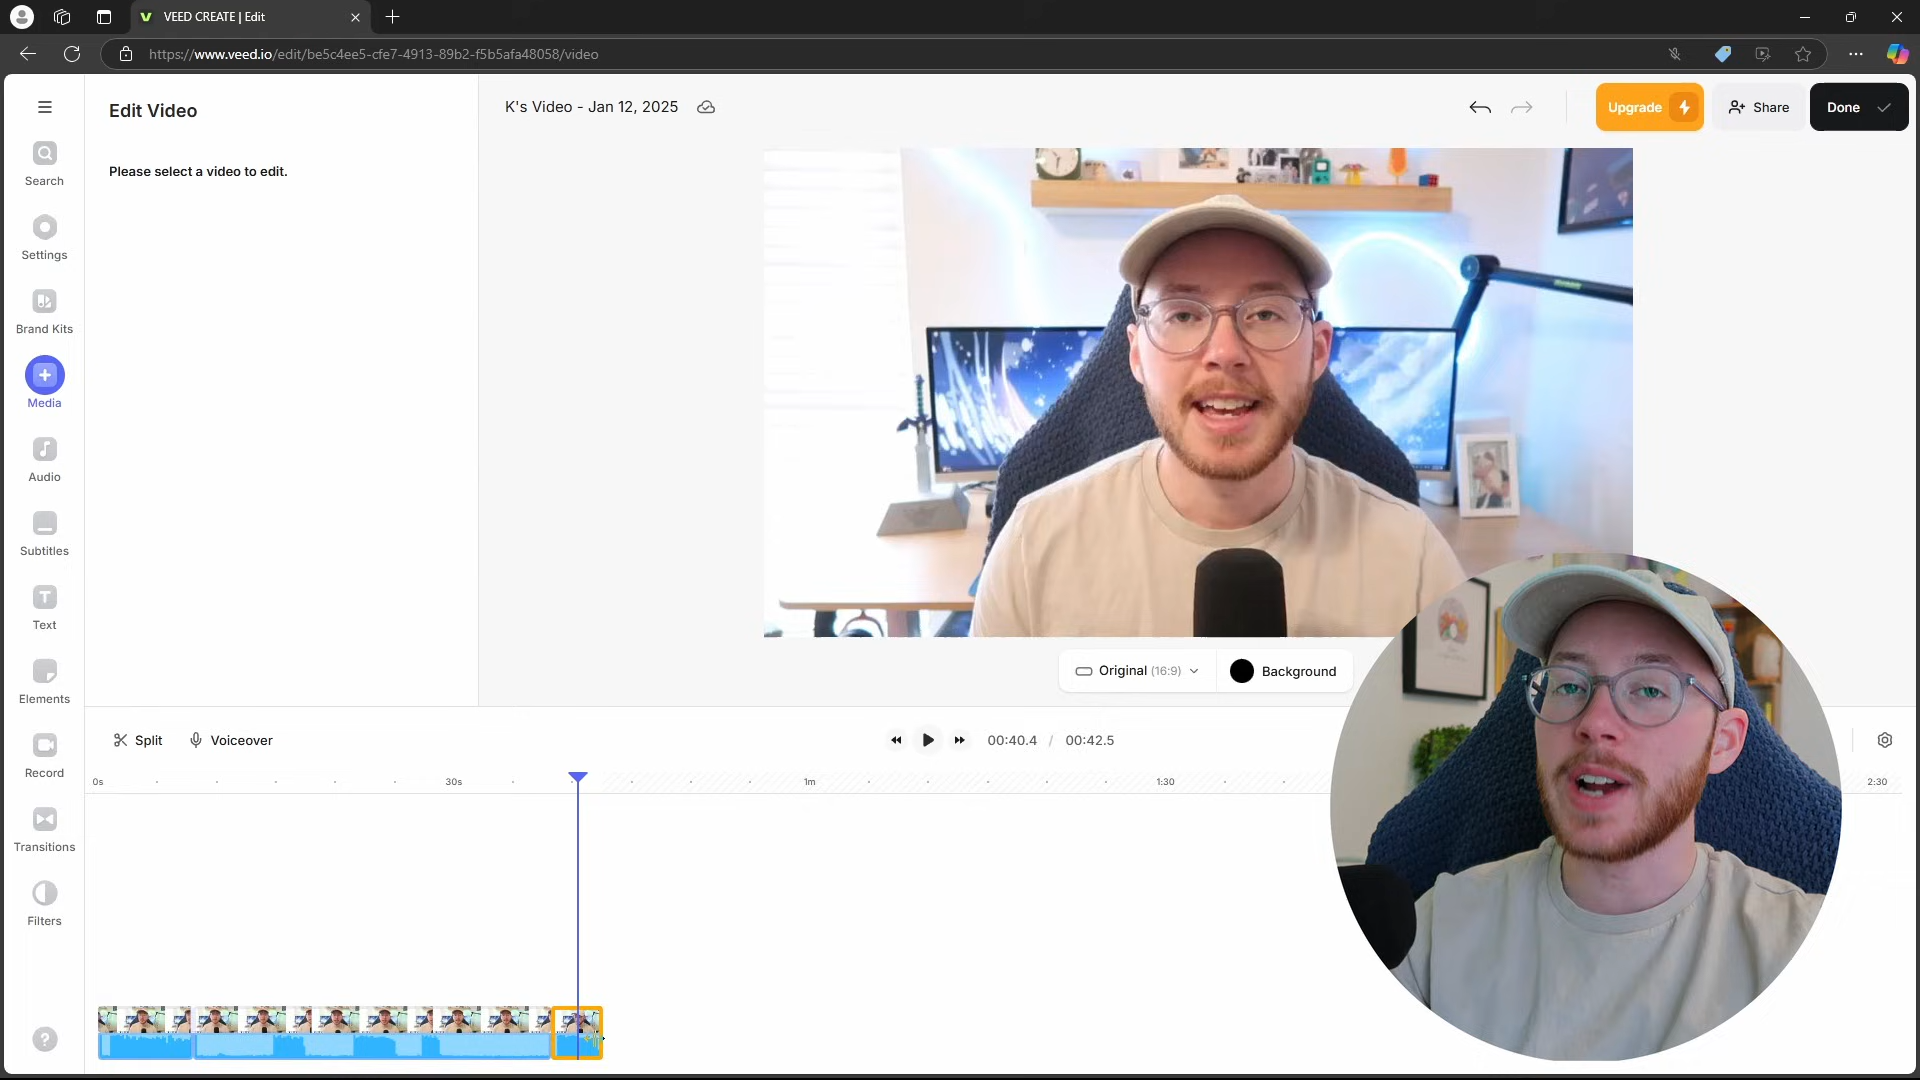 VEED CREATE | Edit
https://www.veed.io/edit/be5c4ee5-cfe7-4913-89b2-f5b5afa48058/video
Edit Video
Please select a video to edit.
K's Video - Jan 12, 2025
Upgrade
Share
Done
Search
Settings
Brand Kits
Media
Audio
Subtitles
Text
Elements
Record
Transitions
Filters
Original (16:9)
Background
Split
Voiceover
00:40.4 / 00:42.5
0s
30s
1m
1:30
2:30